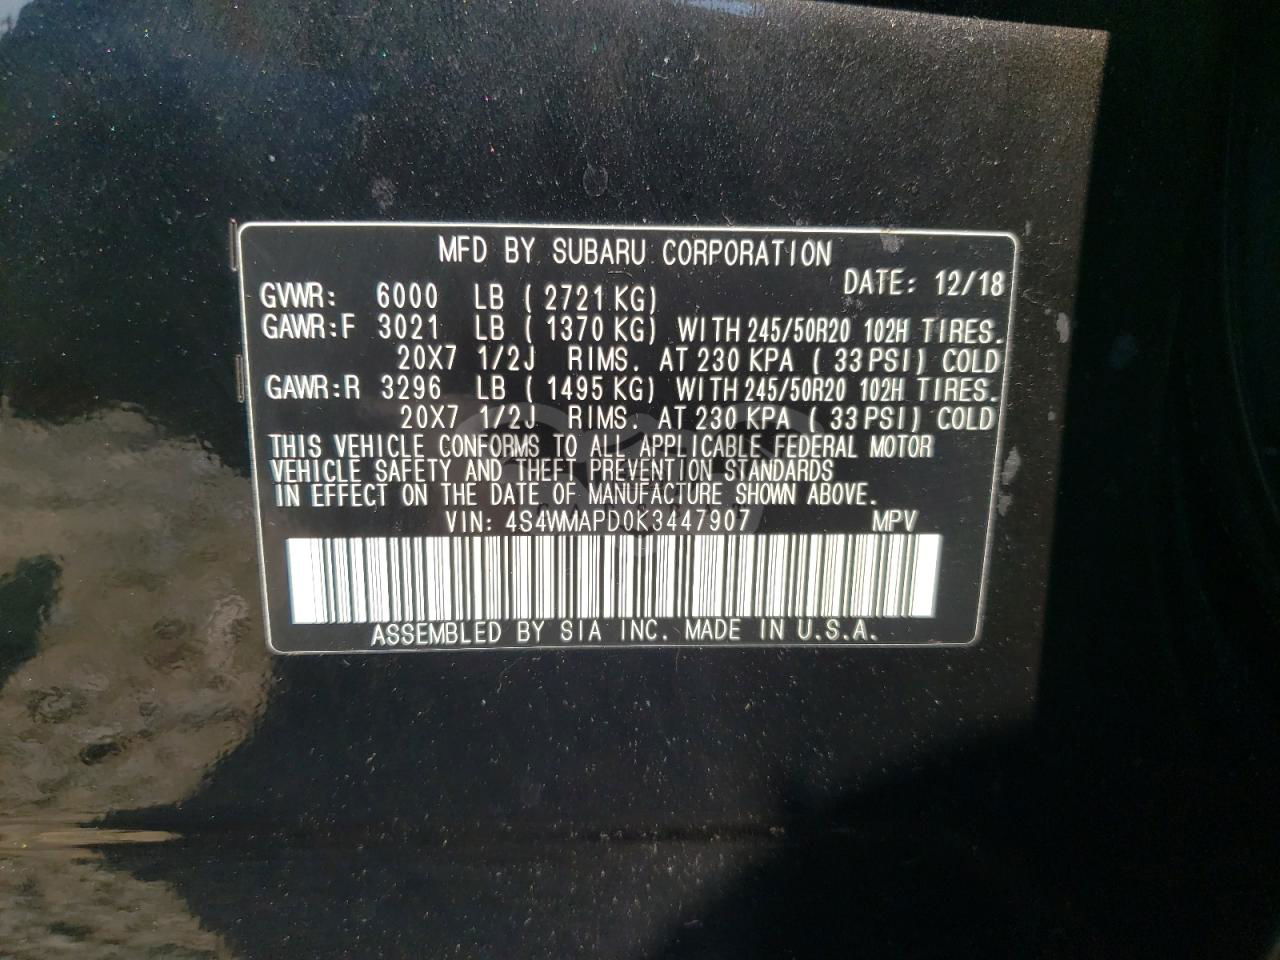 MFD BY SUBARU CORPORATION
DATE: 12/18
GVWR: 6000 LB ( 2721 KG)
GAWR:F 3021 LB ( 1370 KG) WITH 245/50R20 102H TIRES.
20X7 1/2J RIMS. AT 230 KPA ( 33 PSI) COLD
GAWR:R 3296 LB ( 1495 KG) WITH 245/50R20 102H TIRES.
20X7 1/2J RIMS. AT 230 KPA ( 33 PSI) COLD
THIS VEHICLE CONFORMS TO ALL APPLICABLE FEDERAL MOTOR
VEHICLE SAFETY AND THEFT PREVENTION STANDARDS
IN EFFECT ON THE DATE OF MANUFACTURE SHOWN ABOVE.
VIN: 4S4WMAPD0K3447907 MPV
ASSEMBLED BY SIA INC. MADE IN U.S.A.